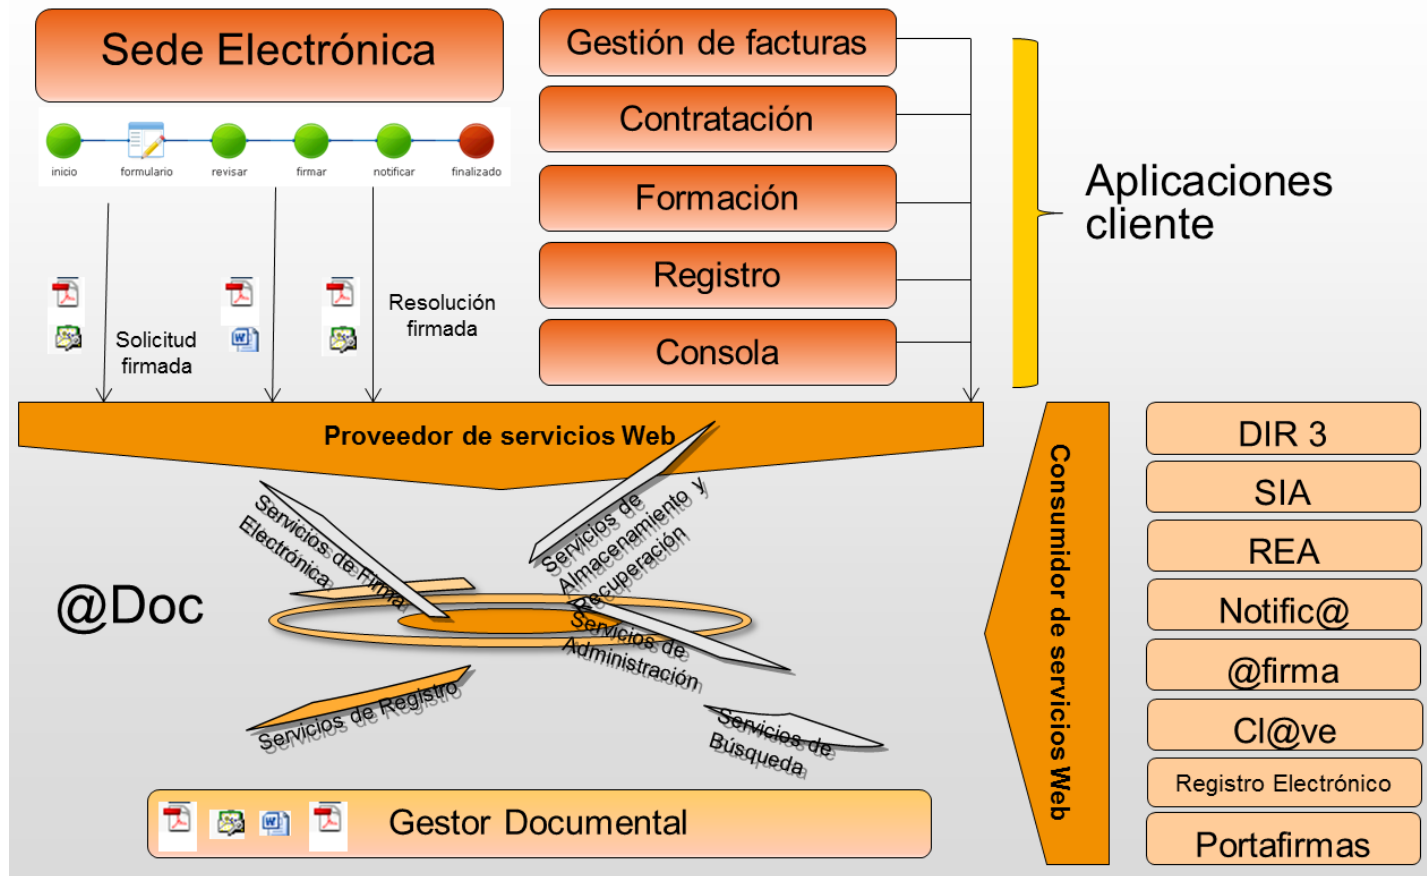 Sede Electrónica
inicio
formulario
revisar
firmar
notificar
finalizado
Solicitud
firmada
Resolución
firmada
Gestión de facturas
Contratación
Formación
Registro
Consola
Aplicaciones
cliente
Proveedor de servicios Web
Servicios de Firma
Electrónica
Servicios de
Almacenamiento y
Recuperación
Servicios de
Administración
@Doc
Servicios de Registro
Servicios de
Búsqueda
Gestor Documental
Consumidor de servicios Web
DIR 3
SIA
REA
Notific@
@firma
Cl@ve
Registro Electrónico
Portafirmas